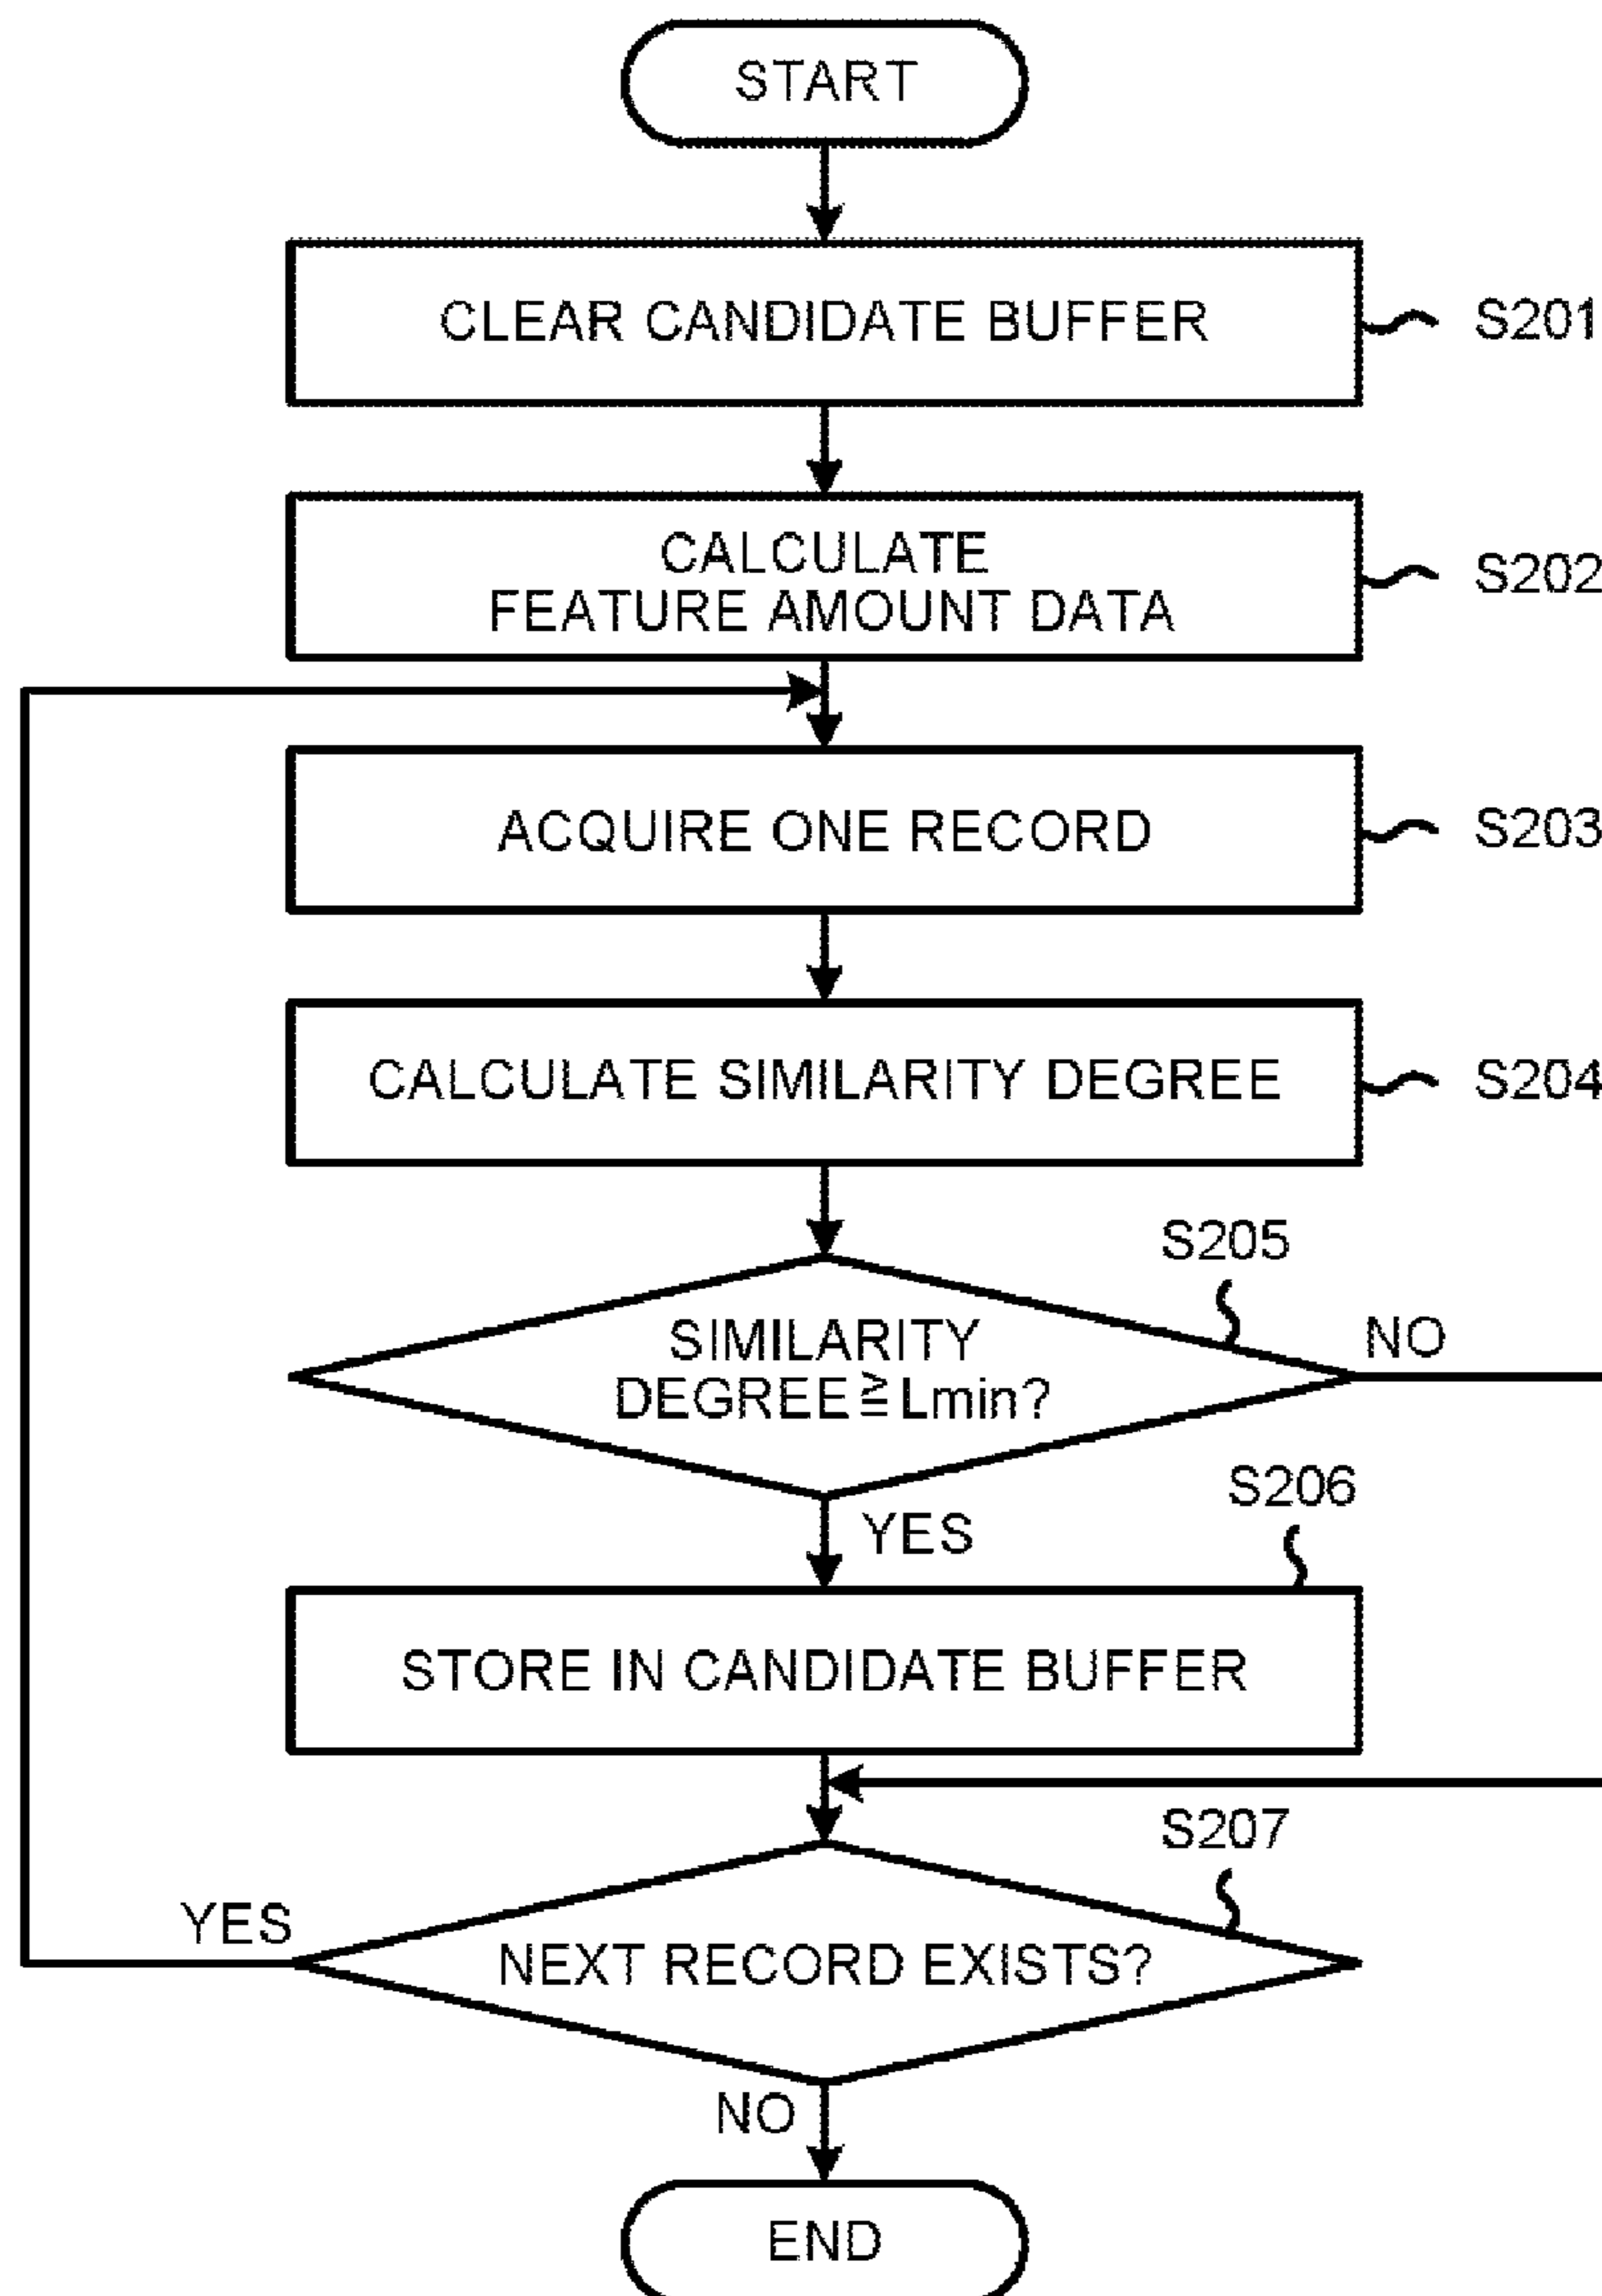 START
CLEAR CANDIDATE BUFFER
S201
CALCULATE
FEATURE AMOUNT DATA
S202
ACQUIRE ONE RECORD
S203
CALCULATE SIMILARITY DEGREE
S204
S205
SIMILARITY
DEGREE≧Lmin?
NO
YES
S206
STORE IN CANDIDATE BUFFER
S207
YES
NEXT RECORD EXISTS?
NO
END